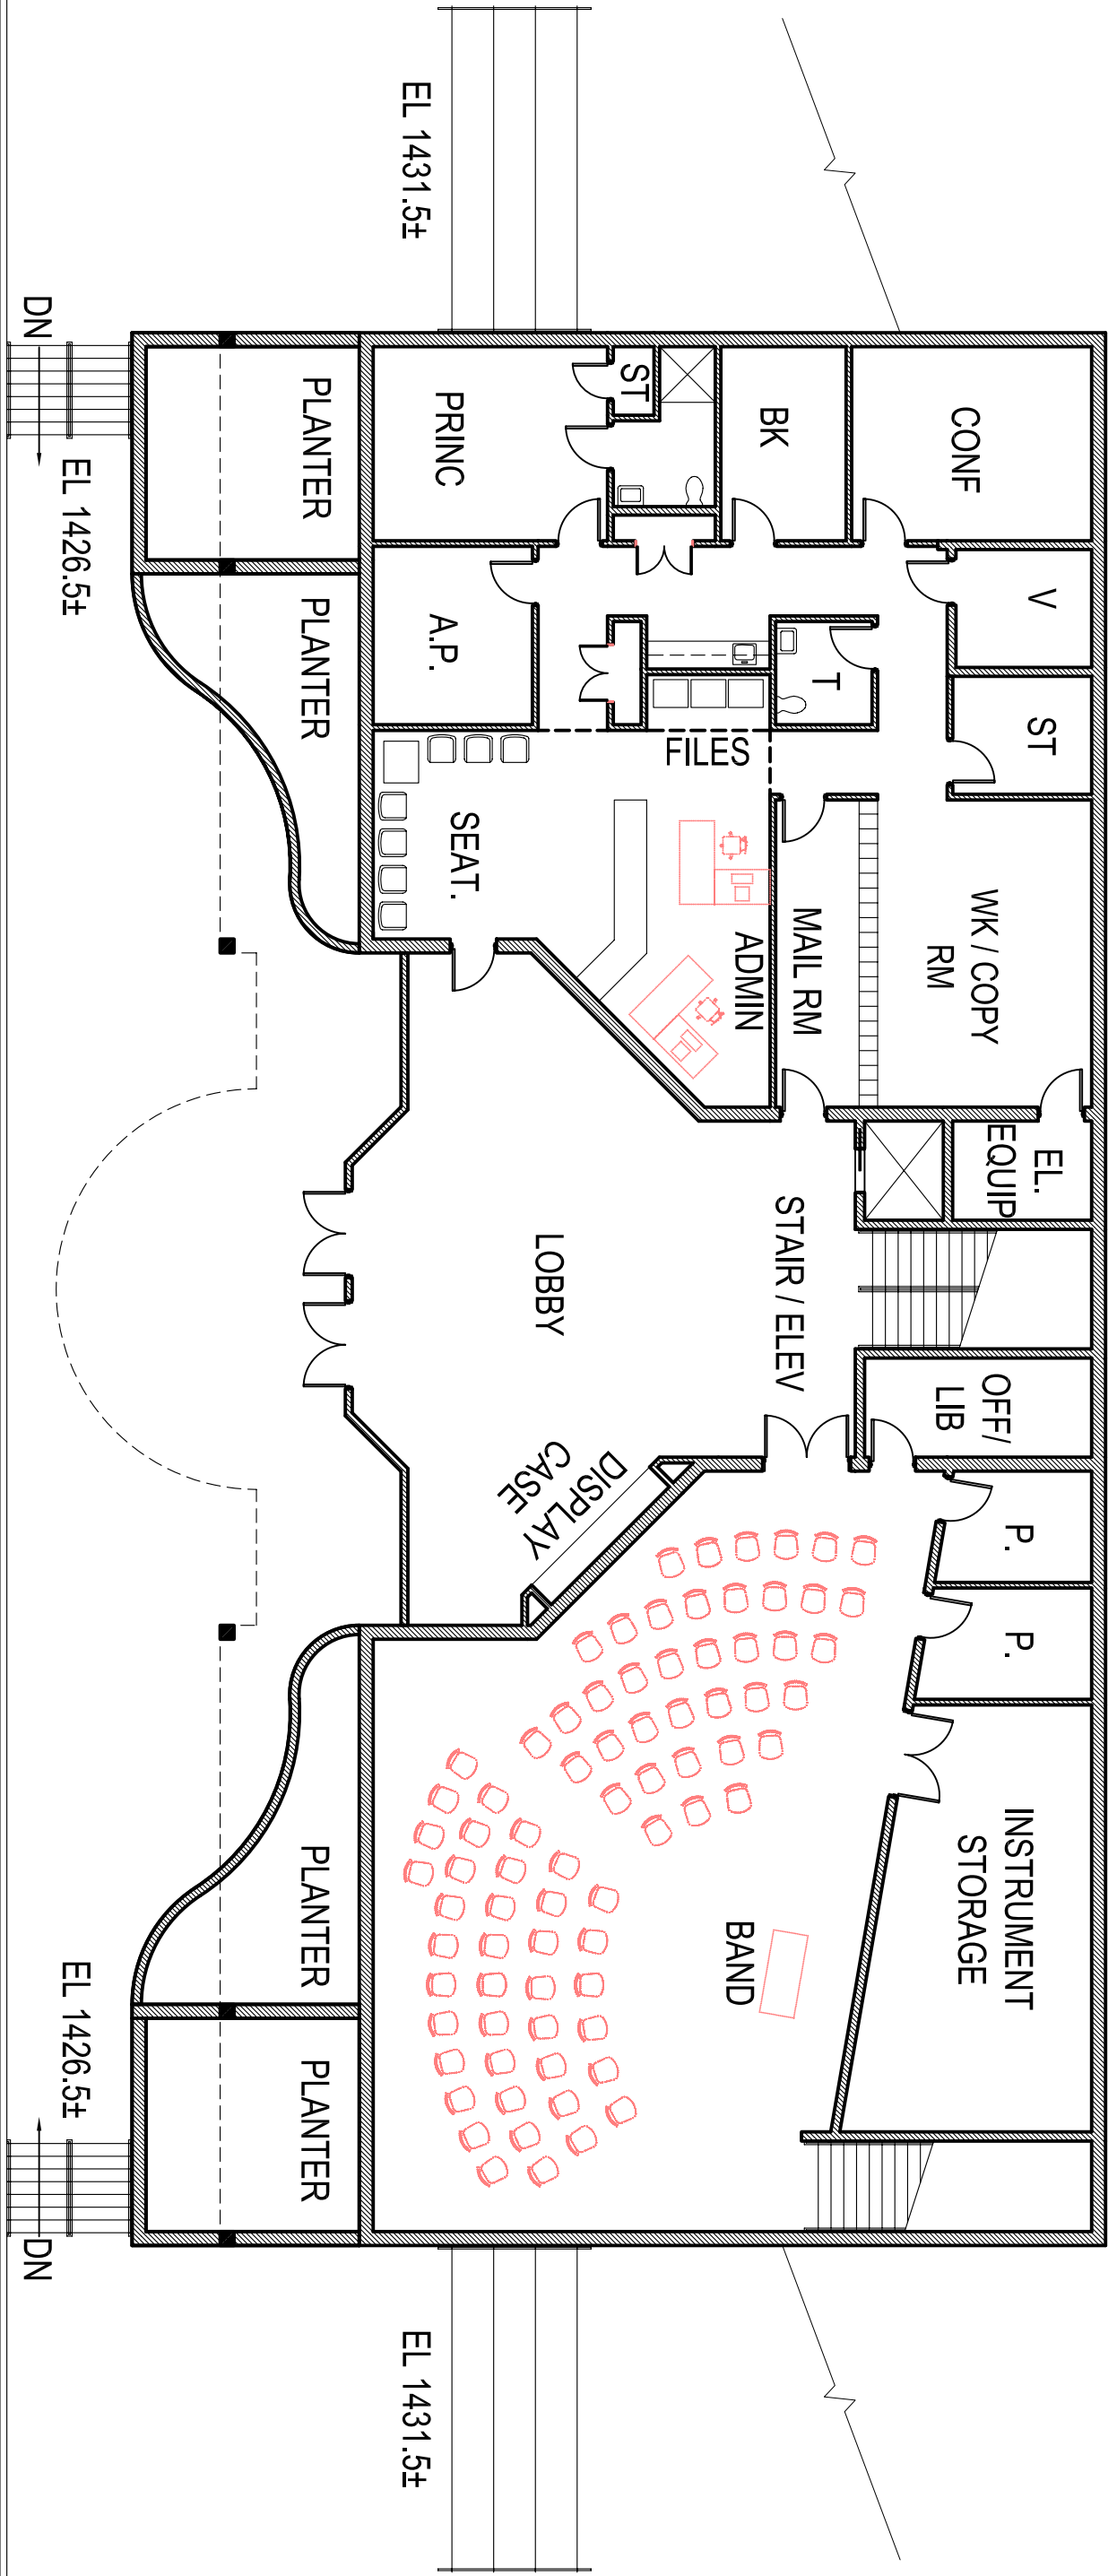 EL 1431.5±
DN
EL 1426.5±
PLANTER
PLANTER
PRINC
ST
BK
CONF
A.P.
V
T
ST
FILES
SEAT.
ADMIN
MAIL RM
WK / COPY
RM
EL.
EQUIP
STAIR / ELEV
LOBBY
OFF/
LIB
DISPLAY
CASE
P.
P.
INSTRUMENT
STORAGE
BAND
PLANTER
PLANTER
EL 1426.5±
DN
EL 1431.5±